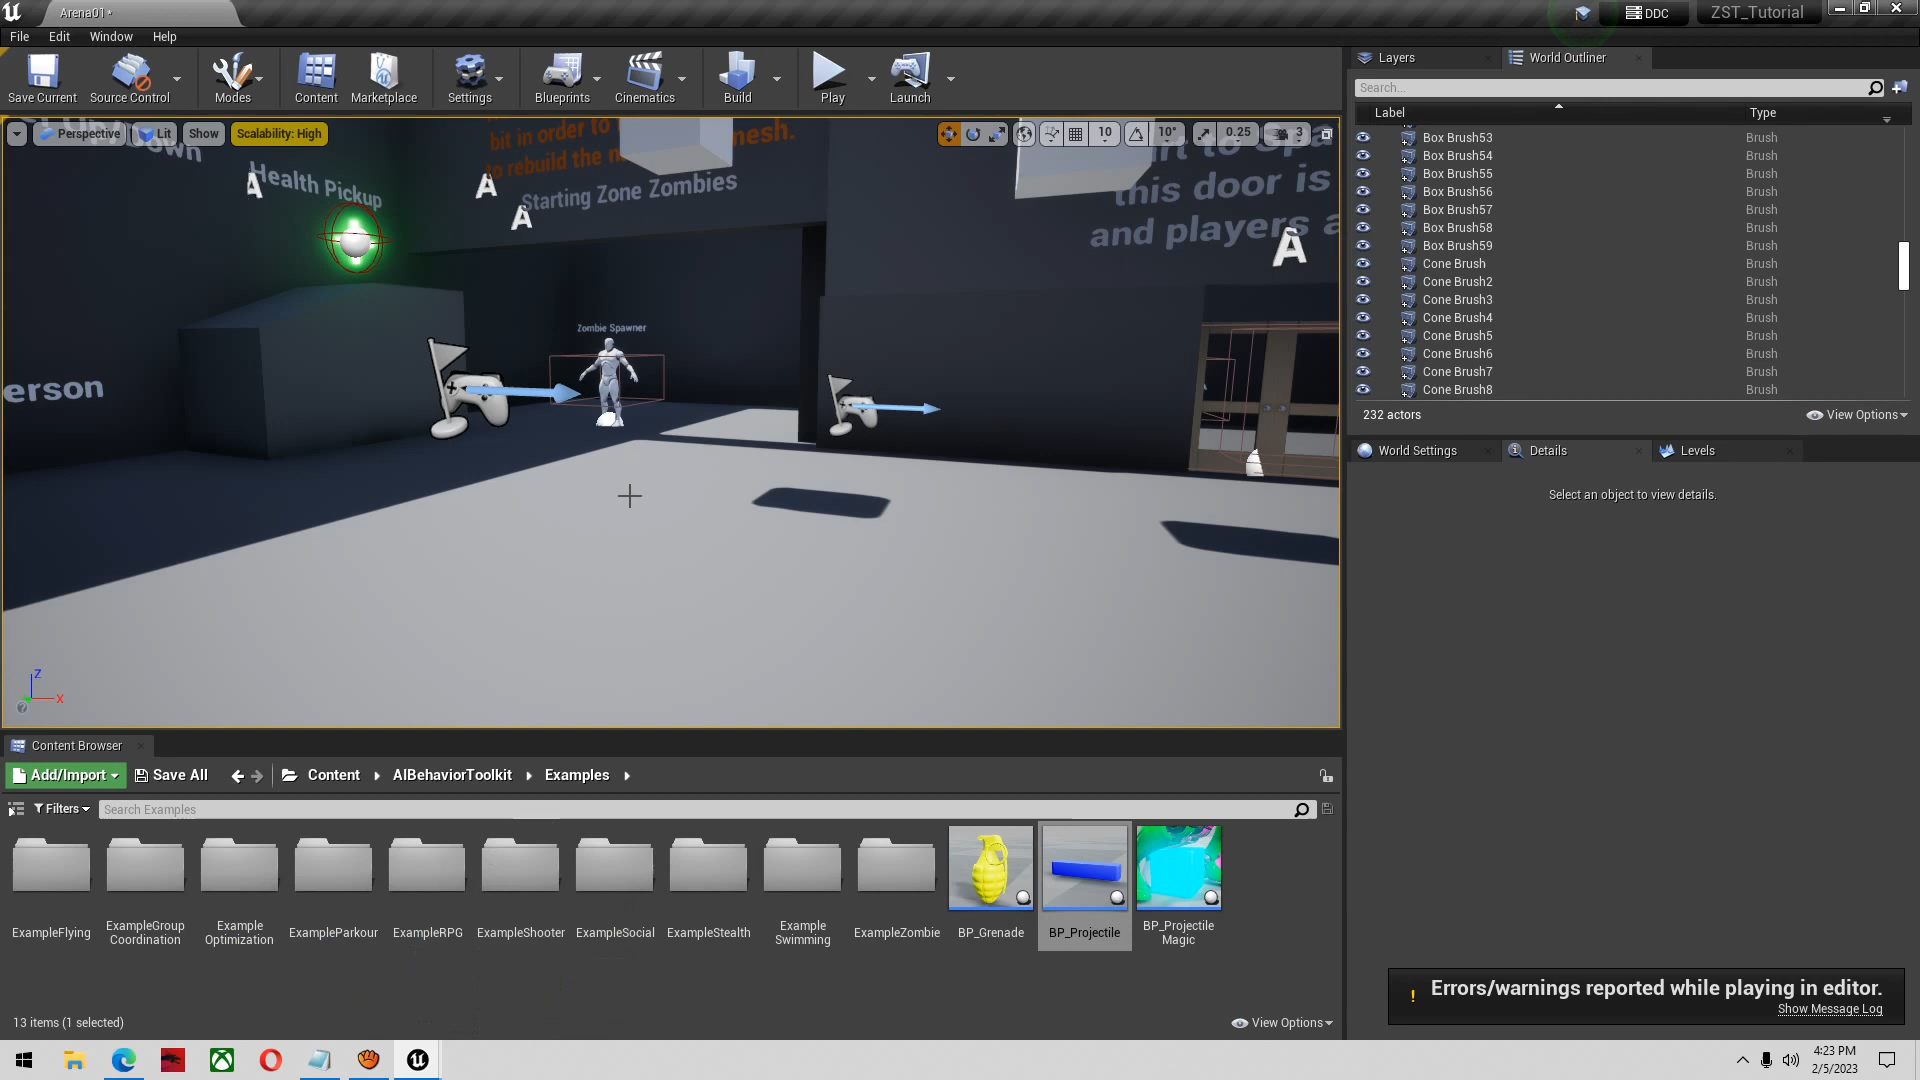 Arena01*
DDC
ZST_Tutorial
File
Edit
Window
Help
Save Current
Source Control
Modes
Content
Marketplace
Settings
Blueprints
Cinematics
Build
Play
Launch
Perspective
Lit
Show
Scalability: High
10
10°
0.25
3
bit in order to
mesh.
to rebuild the
Health Pickup
Starting Zone Zombies
this door is
and players a
A
A
A
A
Zombie Spawner
erson
Z
X
Layers
World Outliner
Search...
Label
Type
Box Brush53 Brush
Box Brush54 Brush
Box Brush55 Brush
Box Brush56 Brush
Box Brush57 Brush
Box Brush58 Brush
Box Brush59 Brush
Cone Brush Brush
Cone Brush2 Brush
Cone Brush3 Brush
Cone Brush4 Brush
Cone Brush5 Brush
Cone Brush6 Brush
Cone Brush7 Brush
Cone Brush8 Brush
232 actors
View Options
World Settings
Details
Levels
Select an object to view details.
Content Browser
Add/Import
Save All
Content
AIBehaviorToolkit
Examples
Filters
Search Examples
ExampleFlying
ExampleGroup
Coordination
Example
Optimization
ExampleParkour
ExampleRPG
ExampleShooter
ExampleSocial
ExampleStealth
Example
Swimming
ExampleZombie
BP_Grenade
BP_Projectile
BP_Projectile
Magic
13 items (1 selected)
View Options
! Errors/warnings reported while playing in editor.
Show Message Log
4:23 PM
2/5/2023